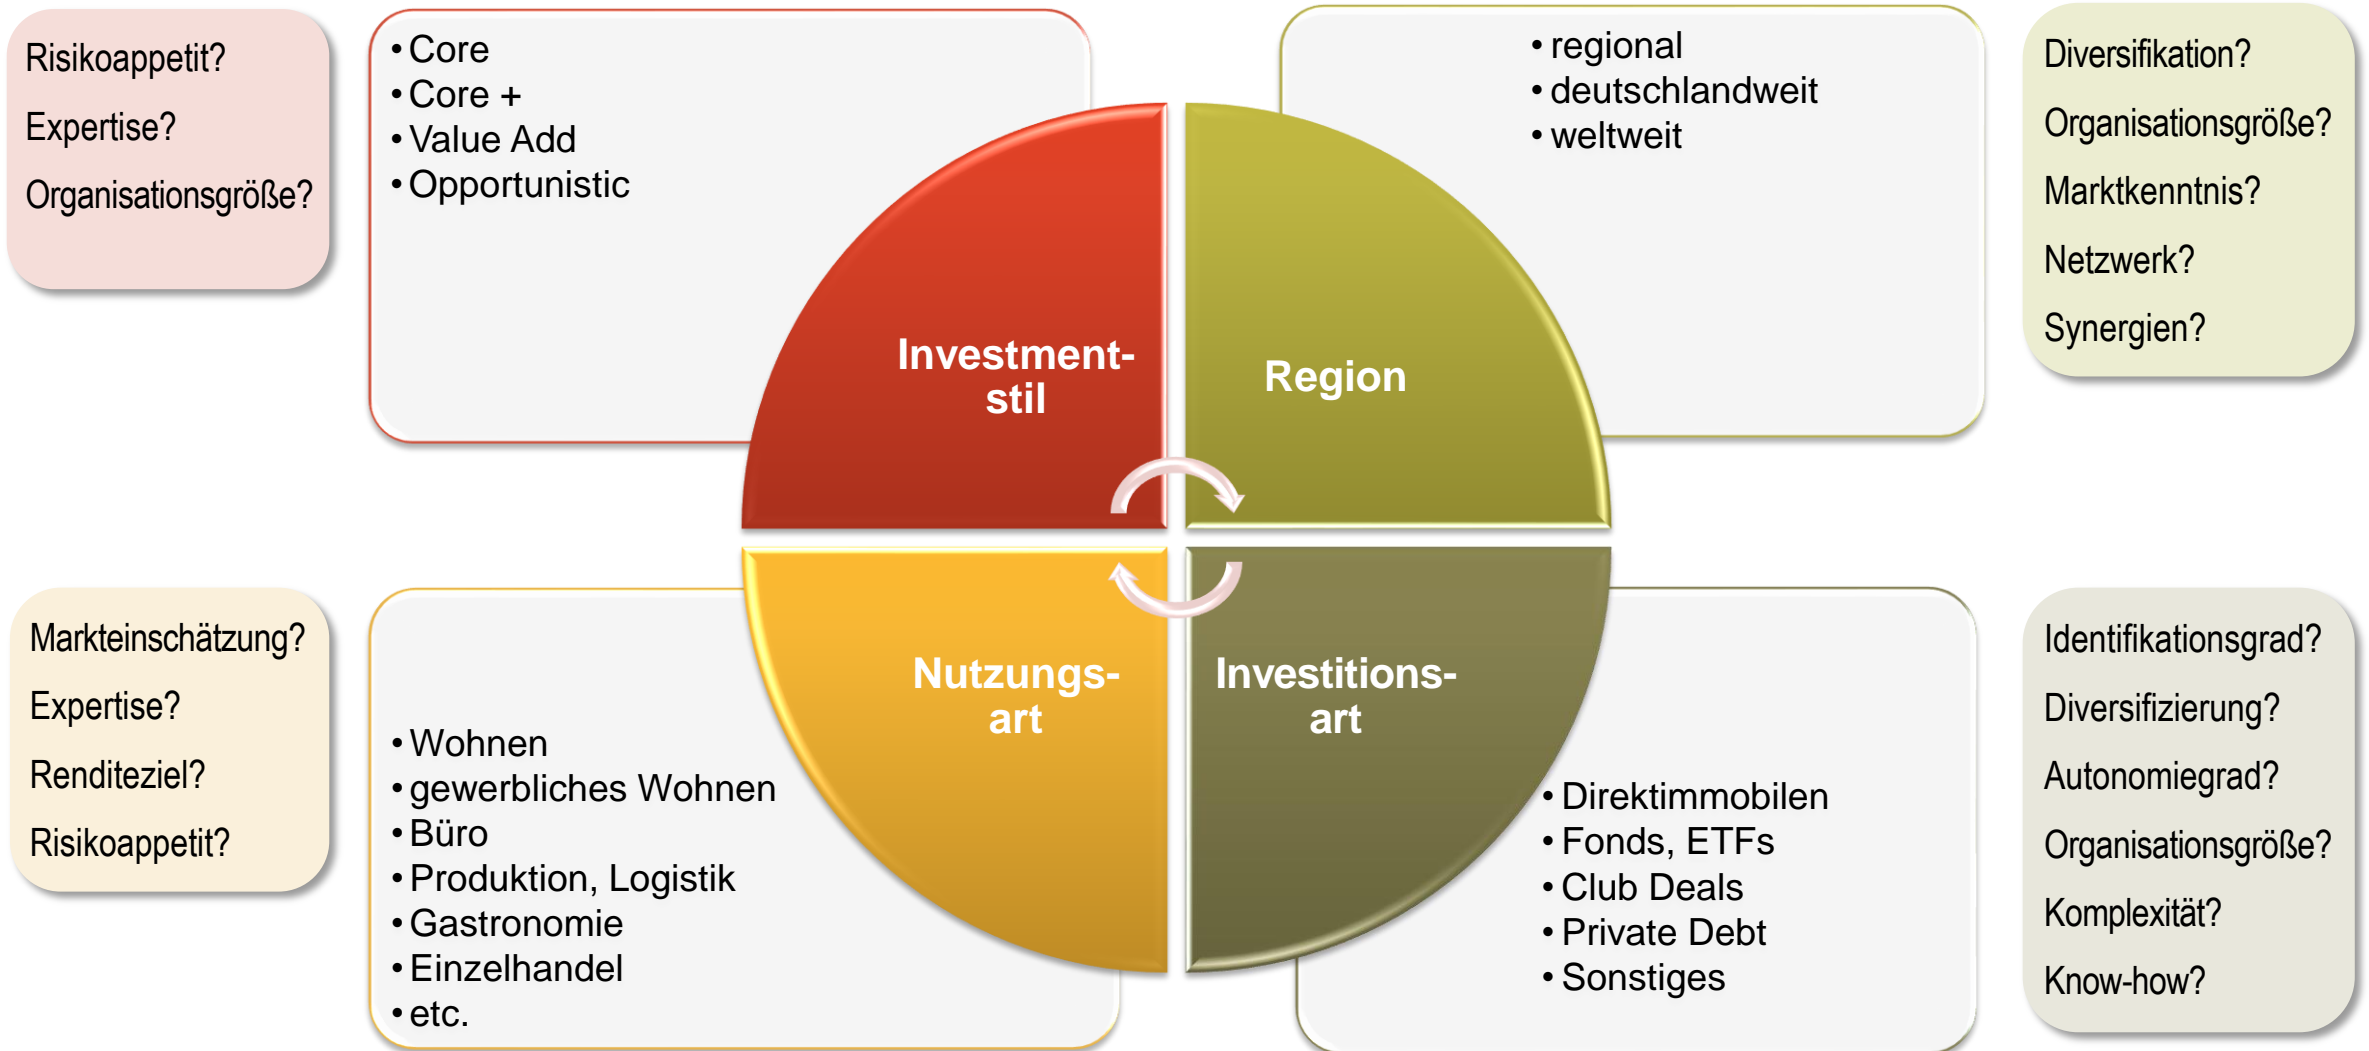 Risikoappetit?
Expertise?
Organisationsgröße?
• Core
• Core +
• Value Add
• Opportunistic
Investment-
stil
• regional
• deutschlandweit
• weltweit
Region
Diversifikation?
Organisationsgröße?
Marktkenntnis?
Netzwerk?
Synergien?
Markteinschätzung?
Expertise?
Renditeziel?
Risikoappetit?
• Wohnen
• gewerbliches Wohnen
• Büro
• Produktion, Logistik
• Gastronomie
• Einzelhandel
• etc.
Nutzungs-
art
Investitions-
art
• Direktimmobilen
• Fonds, ETFs
• Club Deals
• Private Debt
• Sonstiges
Identifikationsgrad?
Diversifizierung?
Autonomiegrad?
Organisationsgröße?
Komplexität?
Know-how?